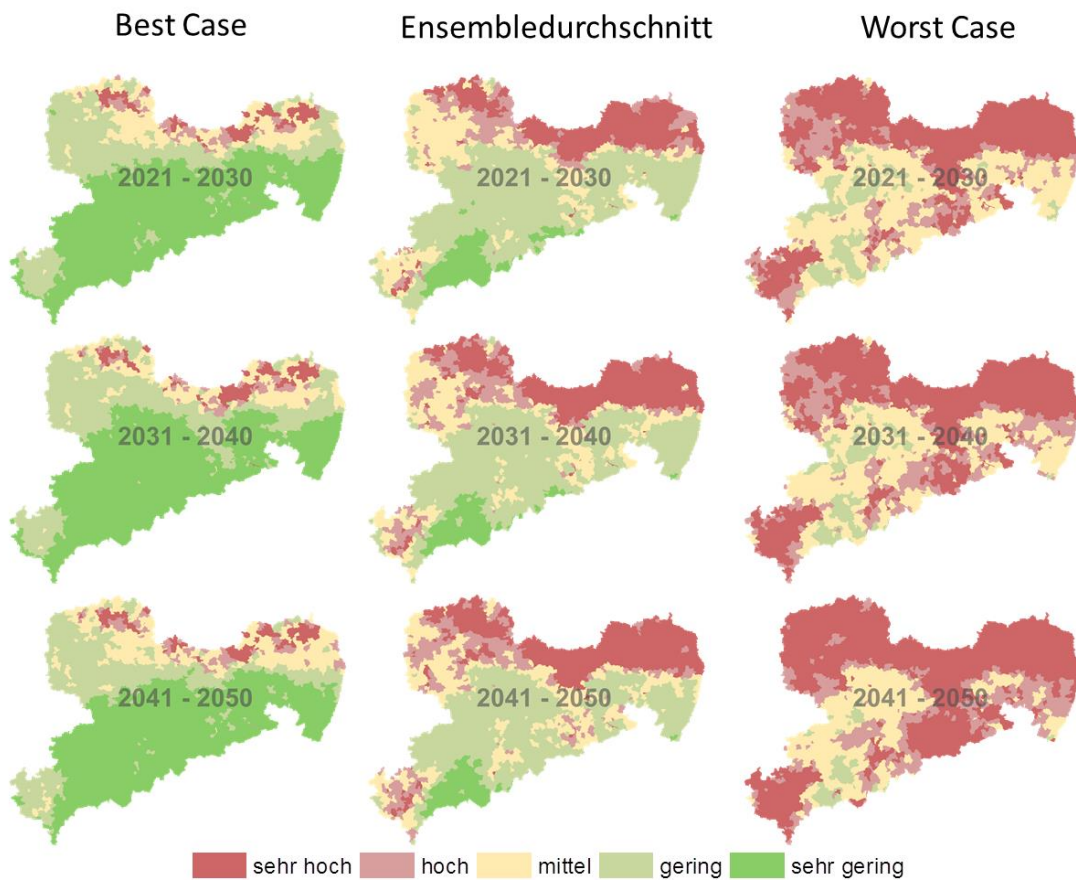 Best Case
Ensembledurchschnitt
Worst Case
2021 - 2030
2021 - 2030
2021 - 2030
2031 - 2040
2031 - 2040
2031 - 2040
2041 - 2050
2041 - 2050
2041 - 2050
sehr hoch
hoch
mittel
gering
sehr gering